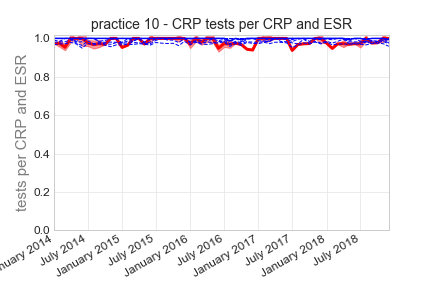 practice 10 - CRP tests per CRP and ESR
tests per CRP and ESR
1.0
0.8
0.6
0.4
0.2
0.0
July 2014
January 2015
July 2015
January 2016
July 2016
January 2017
July 2017
January 2018
July 2018